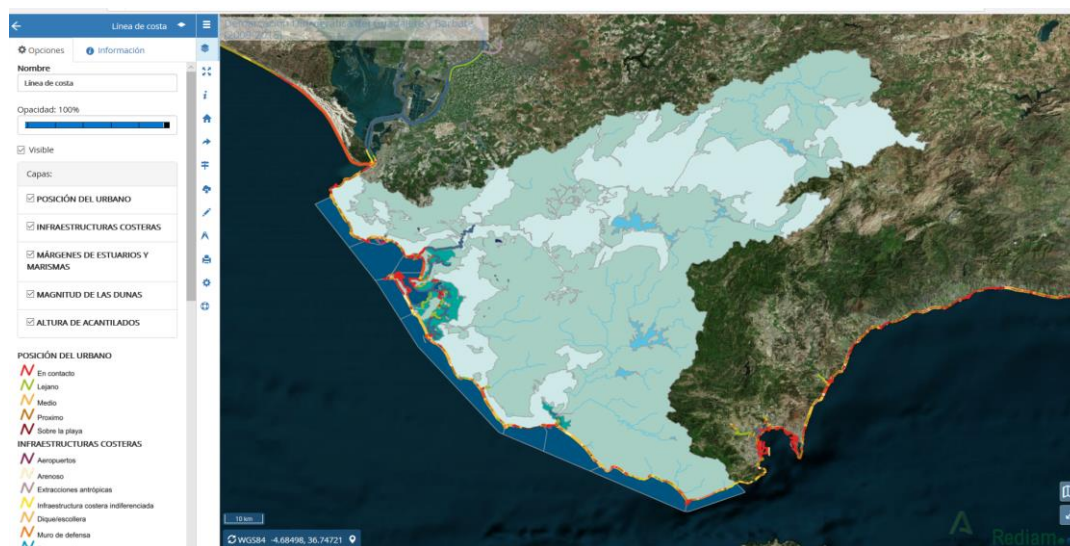 Línea de costa
Opciones
Información
Nombre
Línea de costa
Opacidad: 100%
Visible
Capas:
POSICIÓN DEL URBANO
INFRAESTRUCTURAS COSTERAS
MÁRGENES DE ESTUARIOS Y
MARISMAS
MAGNITUD DE LAS DUNAS
ALTURA DE ACANTILADOS
POSICIÓN DEL URBANO
En contacto
Lejano
Medio
Proximo
Sobre la playa
INFRAESTRUCTURAS COSTERAS
Aeropuertos
Arenoso
Extracciones antrópicas
Infraestructura costera indiferenciada
Dique/escollera
Muro de defensa
10 km
WGS84 -4.68498, 36.74721
Rediam